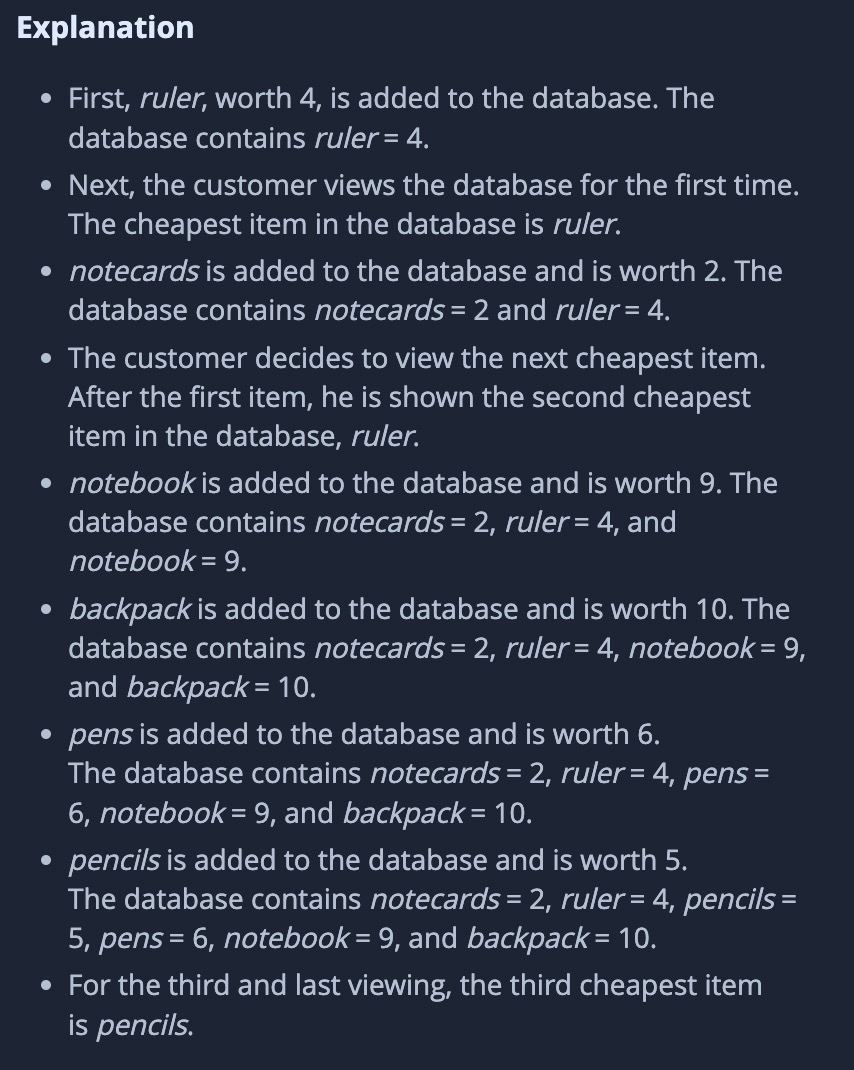 Explanation
• First, ruler, worth 4, is added to the database. The
database contains ruler = 4.
• Next, the customer views the database for the first time.
The cheapest item in the database is ruler.
• notecards is added to the database and is worth 2. The
database contains notecards = 2 and ruler = 4.
• The customer decides to view the next cheapest item.
After the first item, he is shown the second cheapest
item in the database, ruler.
• notebook is added to the database and is worth 9. The
database contains notecards = 2, ruler = 4, and
notebook = 9.
• backpack is added to the database and is worth 10. The
database contains notecards = 2, ruler = 4, notebook = 9,
and backpack = 10.
• pens is added to the database and is worth 6.
The database contains notecards = 2, ruler = 4, pens =
6, notebook = 9, and backpack = 10.
• pencils is added to the database and is worth 5.
The database contains notecards = 2, ruler = 4, pencils =
5, pens = 6, notebook = 9, and backpack = 10.
• For the third and last viewing, the third cheapest item
is pencils.